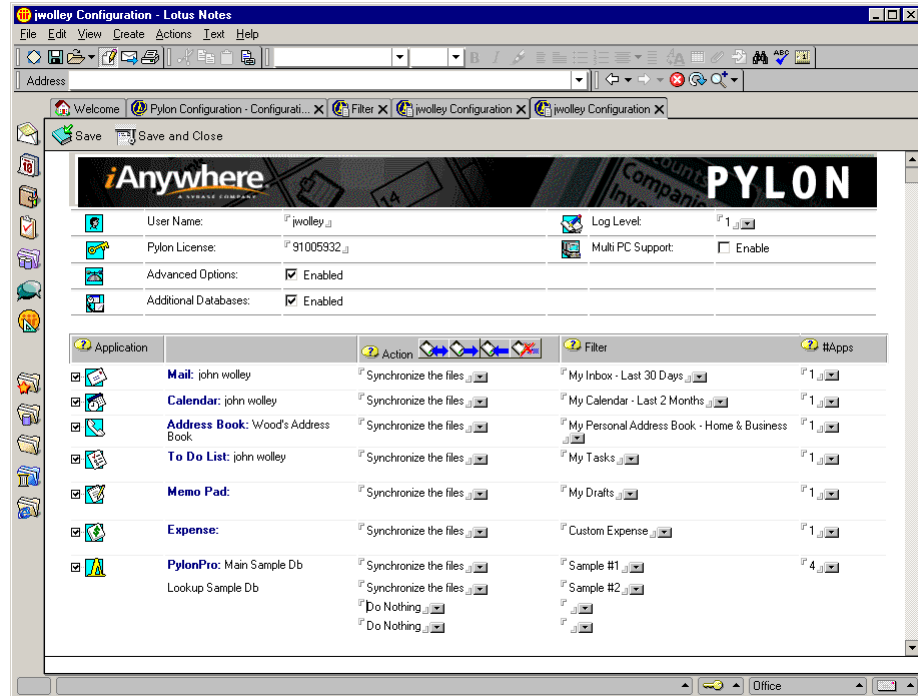 jwolley Configuration - Lotus Notes
File Edit View Create Actions Text Help
Address
Welcome Pylon Configuration - Configurati... Filter jwolley Configuration jwolley Configuration
Save Save and Close
iAnywhere PYLON
A SYBASE COMPANY
User Name: jwolley Log Level: 1
Pylon License: 91005932 Multi PC Support: Enable
Advanced Options: Enabled
Additional Databases: Enabled
Application Action Filter #Apps
Mail: john wolley Synchronize the files My Inbox - Last 30 Days 1
Calendar: john wolley Synchronize the files My Calendar - Last 2 Months 1
Address Book: Wood's Address Synchronize the files My Personal Address Book - Home & Business 1
Book
To Do List: john wolley Synchronize the files My Tasks 1
Memo Pad: Synchronize the files My Drafts 1
Expense: Synchronize the files Custom Expense 1
PylonPro: Main Sample Db Synchronize the files Sample #1 4
Lookup Sample Db Synchronize the files Sample #2
Do Nothing
Do Nothing
Office